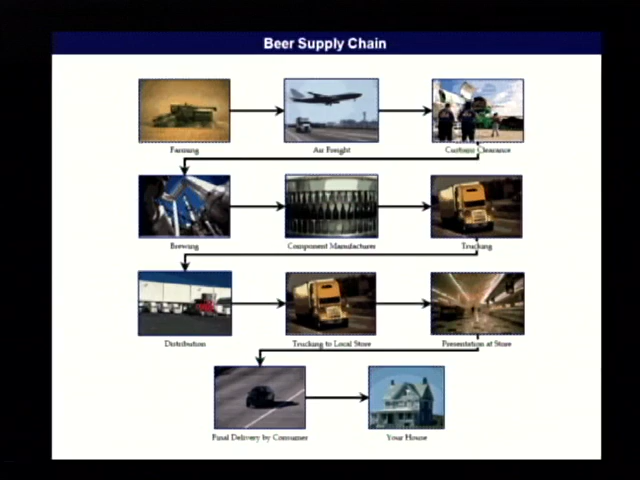 Beer Supply Chain
Farming
Air Freight
Customs Clearance
Brewing
Component Manufacturer
Trucking
Distribution
Trucking to Local Store
Presentation at Store
Final Delivery by Consumer
Your House